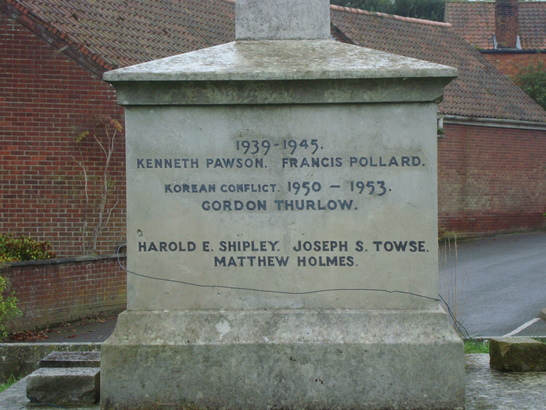 1939-1945.
KENNETH PAWSON. FRANCIS POLLARD.
KOREAN CONFLICT. 1950 - 1953.
GORDON THURLOW.
HAROLD E. SHIPLEY. JOSEPH S. TOWSE.
MATTHEW HOLMES.